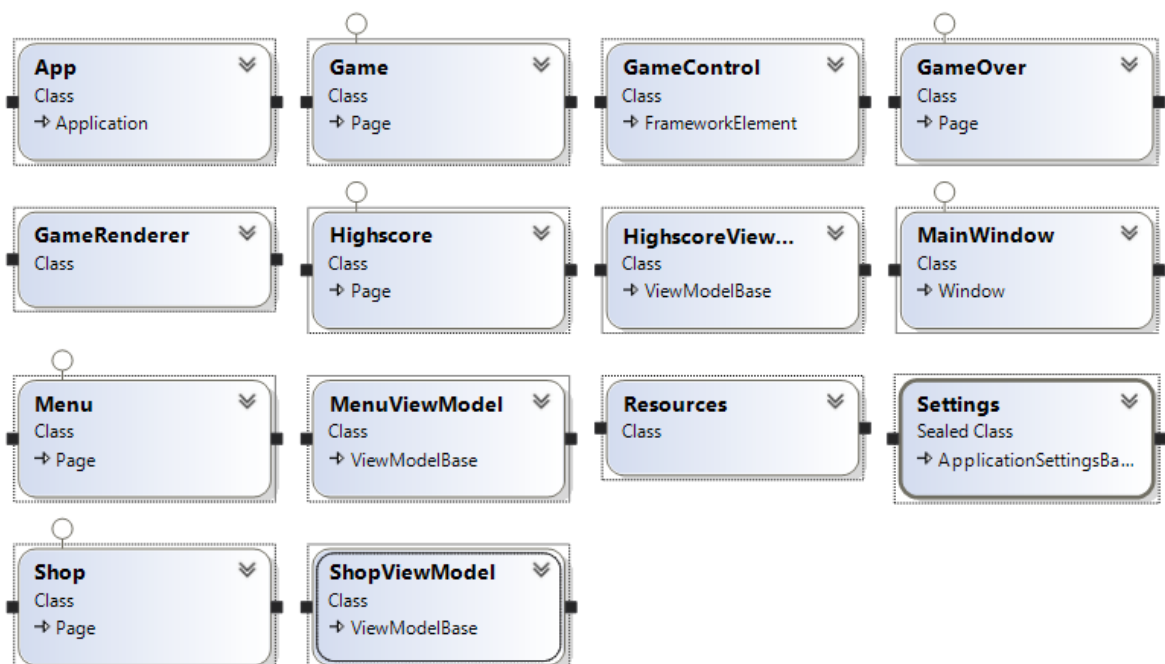 App
Class
Application
Game
Class
Page
GameControl
Class
FrameworkElement
GameOver
Class
Page
GameRenderer
Class
Highscore
Class
Page
HighscoreView...
Class
ViewModelBase
MainWindow
Class
Window
Menu
Class
Page
MenuViewModel
Class
ViewModelBase
Resources
Class
Settings
Sealed Class
ApplicationSettingsBa...
Shop
Class
Page
ShopViewModel
Class
ViewModelBase